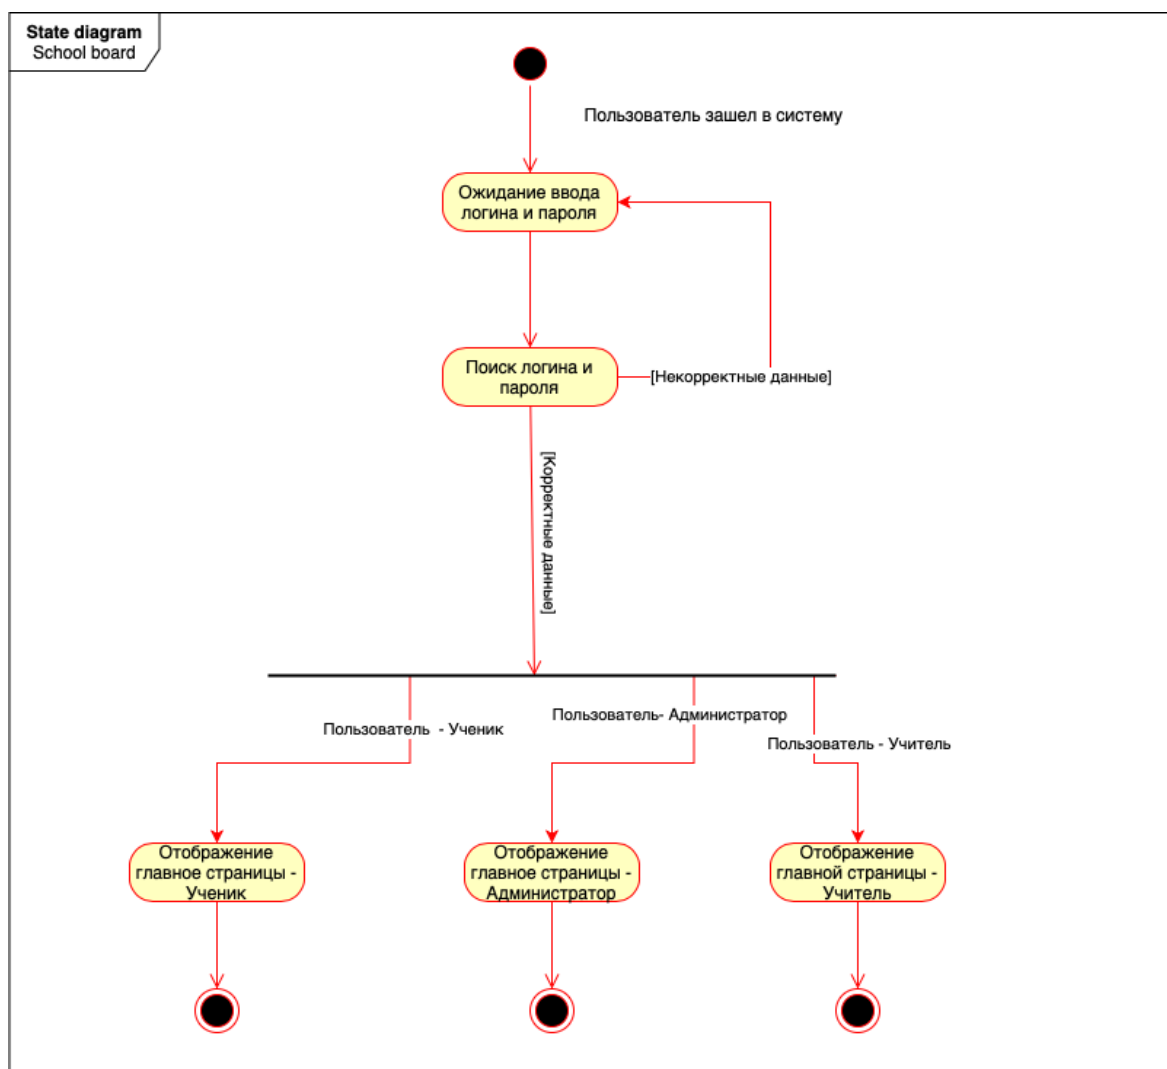 State diagram
School board
Пользователь зашел в систему
Ожидание ввода
логина и пароля
Поиск логина и
пароля
[Некорректные данные]
[Корректные данные]
Пользователь - Ученик
Пользователь- Администратор
Пользователь - Учитель
Отображение
главное страницы -
Ученик
Отображение
главное страницы -
Администратор
Отображение
главной страницы -
Учитель